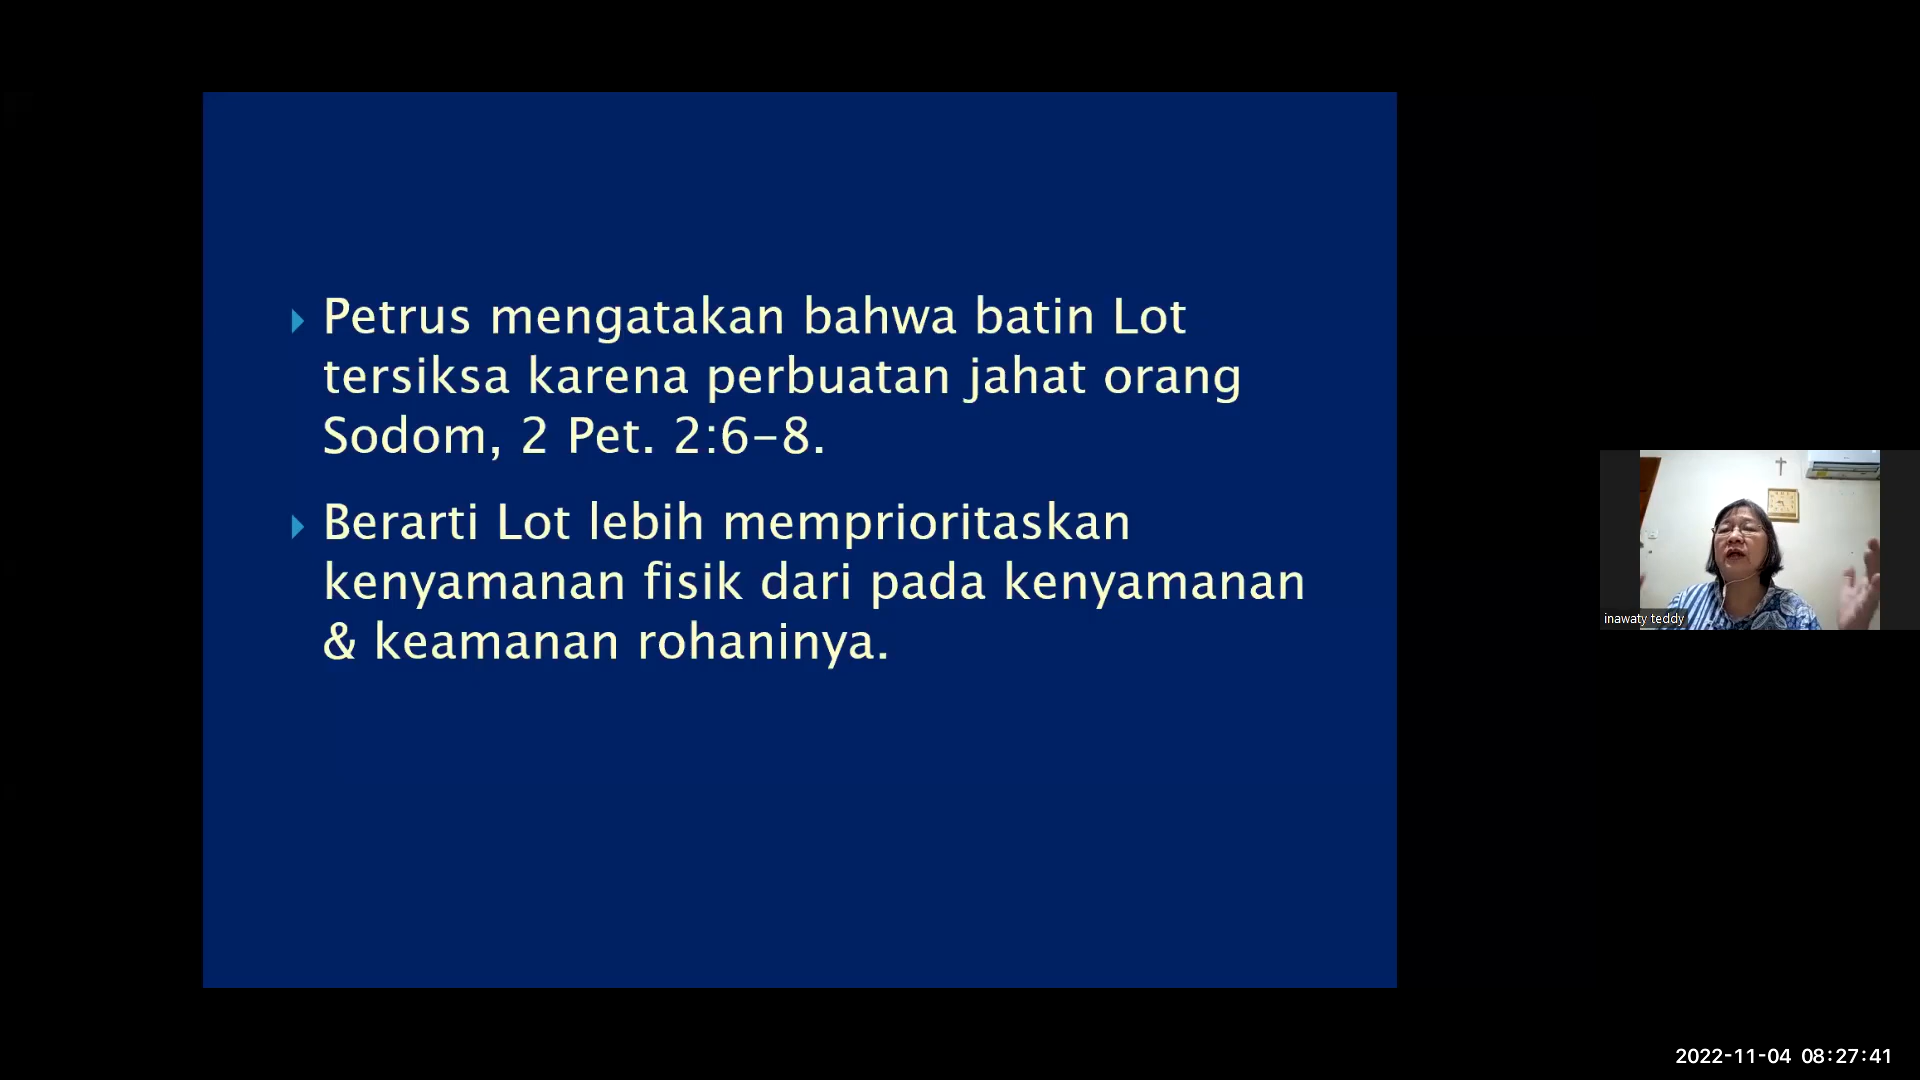 Petrus mengatakan bahwa batin Lot
tersiksa karena perbuatan jahat orang
Sodom, 2 Pet. 2:6-8.
Berarti Lot lebih memprioritaskan
kenyamanan fisik dari pada kenyamanan
& keamanan rohaninya.
inawaty teddy
2022-11-04 08:27:41